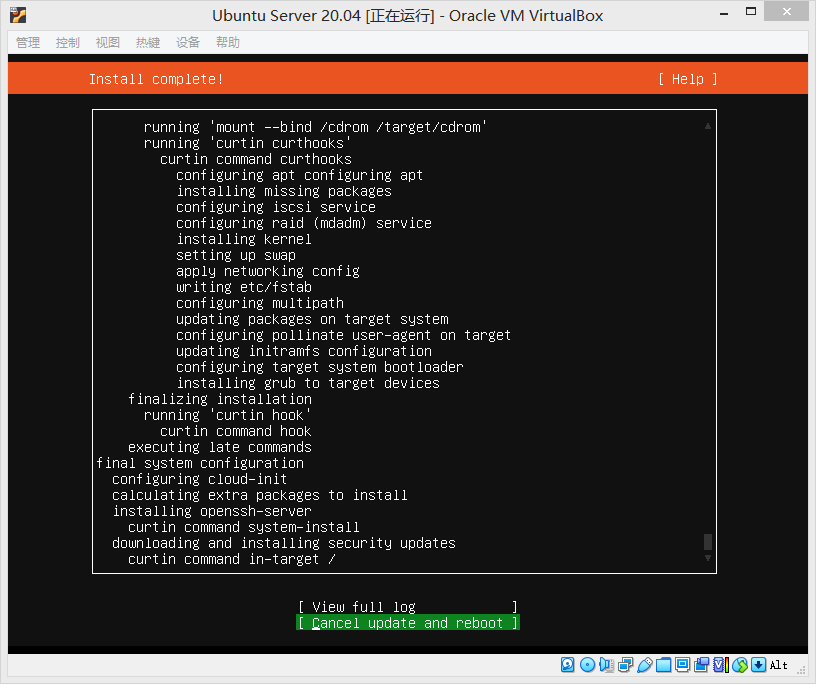 Ubuntu Server 20.04 [正在运行] - Oracle VM VirtualBox
管理 控制 视图 热键 设备 帮助
Install complete! [ Help ]
running 'mount --bind /cdrom /target/cdrom'
running 'curtin curthooks'
curtin command curthooks
configuring apt configuring apt
installing missing packages
configuring iscsi service
configuring raid (mdadm) service
installing kernel
setting up swap
apply networking config
writing etc/fstab
configuring multipath
updating packages on target system
configuring pollinate user-agent on target
updating initramfs configuration
configuring target system bootloader
installing grub to target devices
finalizing installation
running 'curtin hook'
curtin command hook
executing late commands
final system configuration
configuring cloud-init
calculating extra packages to install
installing openssh-server
curtin command system-install
downloading and installing security updates
curtin command in-target /
[ View full log ]
[ Cancel update and reboot ]
Alt